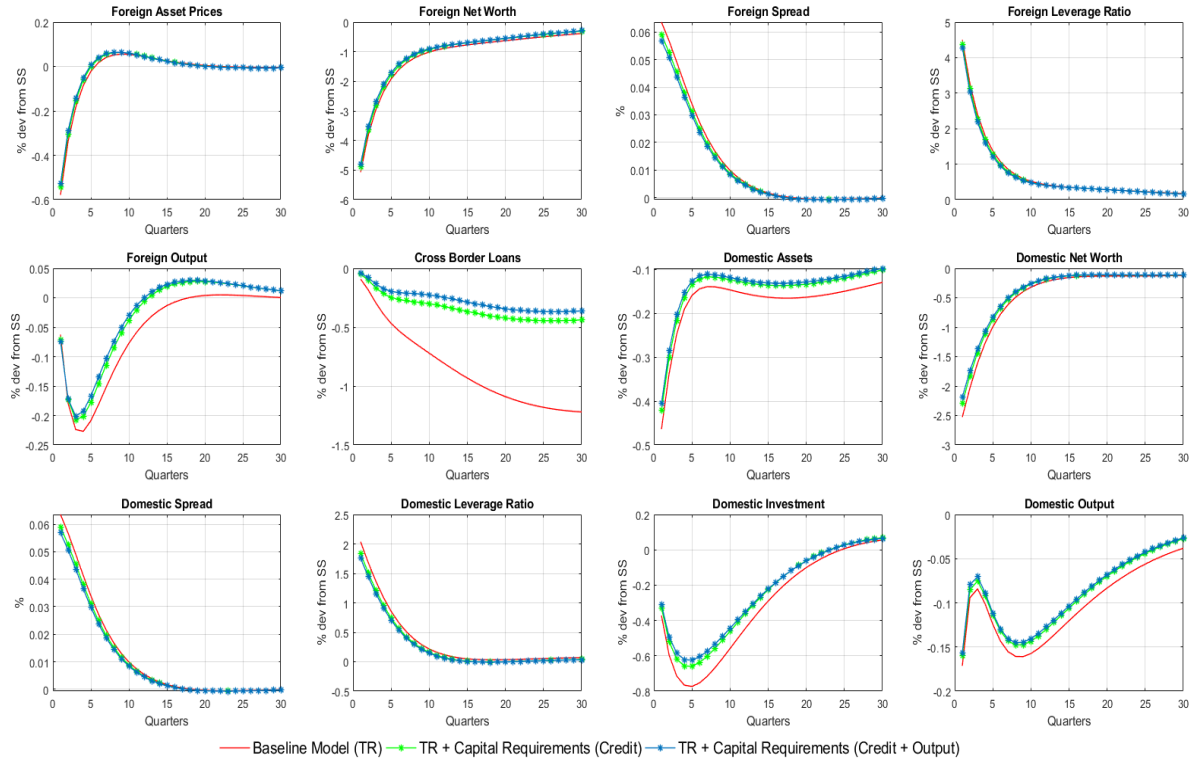 Foreign Asset Prices
% dev from SS
0.2
0
-0.2
-0.4
-0.6
0 5 10 15 20 25 30
Quarters
Foreign Net Worth
% dev from SS
0
-1
-2
-3
-4
-5
-6
0 5 10 15 20 25 30
Quarters
Foreign Spread
%
0.06
0.04
0.02
0
0 5 10 15 20 25 30
Quarters
Foreign Leverage Ratio
% dev from SS
5
4
3
2
1
0
0 5 10 15 20 25 30
Quarters
Foreign Output
% dev from SS
0.05
0
-0.05
-0.1
-0.15
-0.2
-0.25
0 5 10 15 20 25 30
Quarters
Cross Border Loans
% dev from SS
0
-0.5
-1
-1.5
0 5 10 15 20 25 30
Quarters
Domestic Assets
% dev from SS
-0.1
-0.2
-0.3
-0.4
-0.5
0 5 10 15 20 25 30
Quarters
Domestic Net Worth
% dev from SS
0
-0.5
-1
-1.5
-2
-2.5
-3
0 5 10 15 20 25 30
Quarters
Domestic Spread
%
0.06
0.05
0.04
0.03
0.02
0.01
0
0 5 10 15 20 25 30
Quarters
Domestic Leverage Ratio
% dev from SS
2.5
2
1.5
1
0.5
0
-0.5
0 5 10 15 20 25 30
Quarters
Domestic Investment
% dev from SS
0.2
0
-0.2
-0.4
-0.6
-0.8
0 5 10 15 20 25 30
Quarters
Domestic Output
% dev from SS
0
-0.05
-0.1
-0.15
-0.2
0 5 10 15 20 25 30
Quarters
Baseline Model (TR) TR + Capital Requirements (Credit) TR + Capital Requirements (Credit + Output)